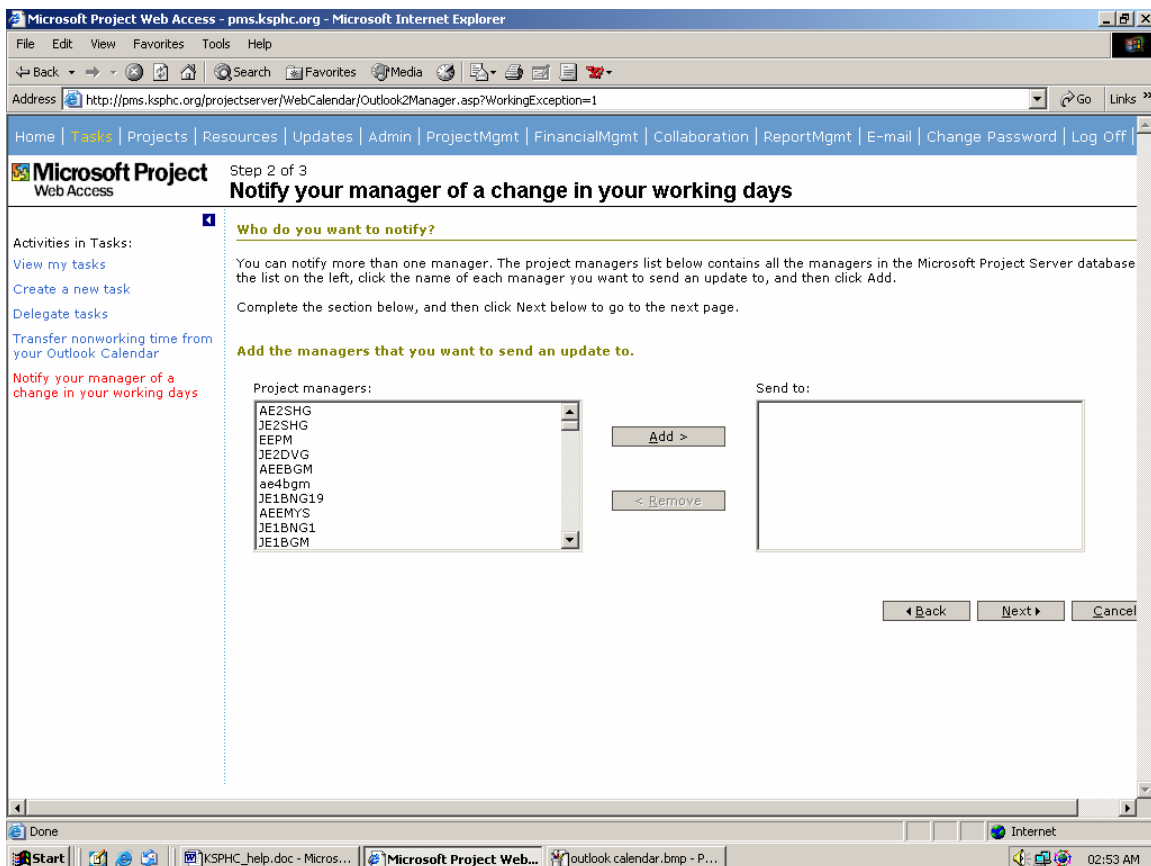 Microsoft Project Web Access - pms.ksphc.org - Microsoft Internet Explorer
File Edit View Favorites Tools Help
Back Search Favorites Media
Address http://pms.ksphc.org/projectserver/WebCalendar/Outlook2Manager.asp?WorkingException=1 Go Links »
Home | Tasks | Projects | Resources | Updates | Admin | ProjectMgmt | FinancialMgmt | Collaboration | ReportMgmt | E-mail | Change Password | Log Off |
Microsoft Project
Web Access
Step 2 of 3
Notify your manager of a change in your working days
Activities in Tasks:
View my tasks
Create a new task
Delegate tasks
Transfer nonworking time from
your Outlook Calendar
Notify your manager of a
change in your working days
Who do you want to notify?
You can notify more than one manager. The project managers list below contains all the managers in the Microsoft Project Server database
the list on the left, click the name of each manager you want to send an update to, and then click Add.
Complete the section below, and then click Next below to go to the next page.
Add the managers that you want to send an update to.
Project managers:
AE2SHG
JE2SHG
EEPM
JE2DVG
AEEBGM
ae4bgm
JE1BNG19
AEEMYS
JE1BNG1
JE1BGM
Add >
< Remove
Send to:
Back Next Cancel
Done Internet
Start KSPHC_help.doc - Micros... Microsoft Project Web... outlook calendar.bmp - P... 02:53 AM